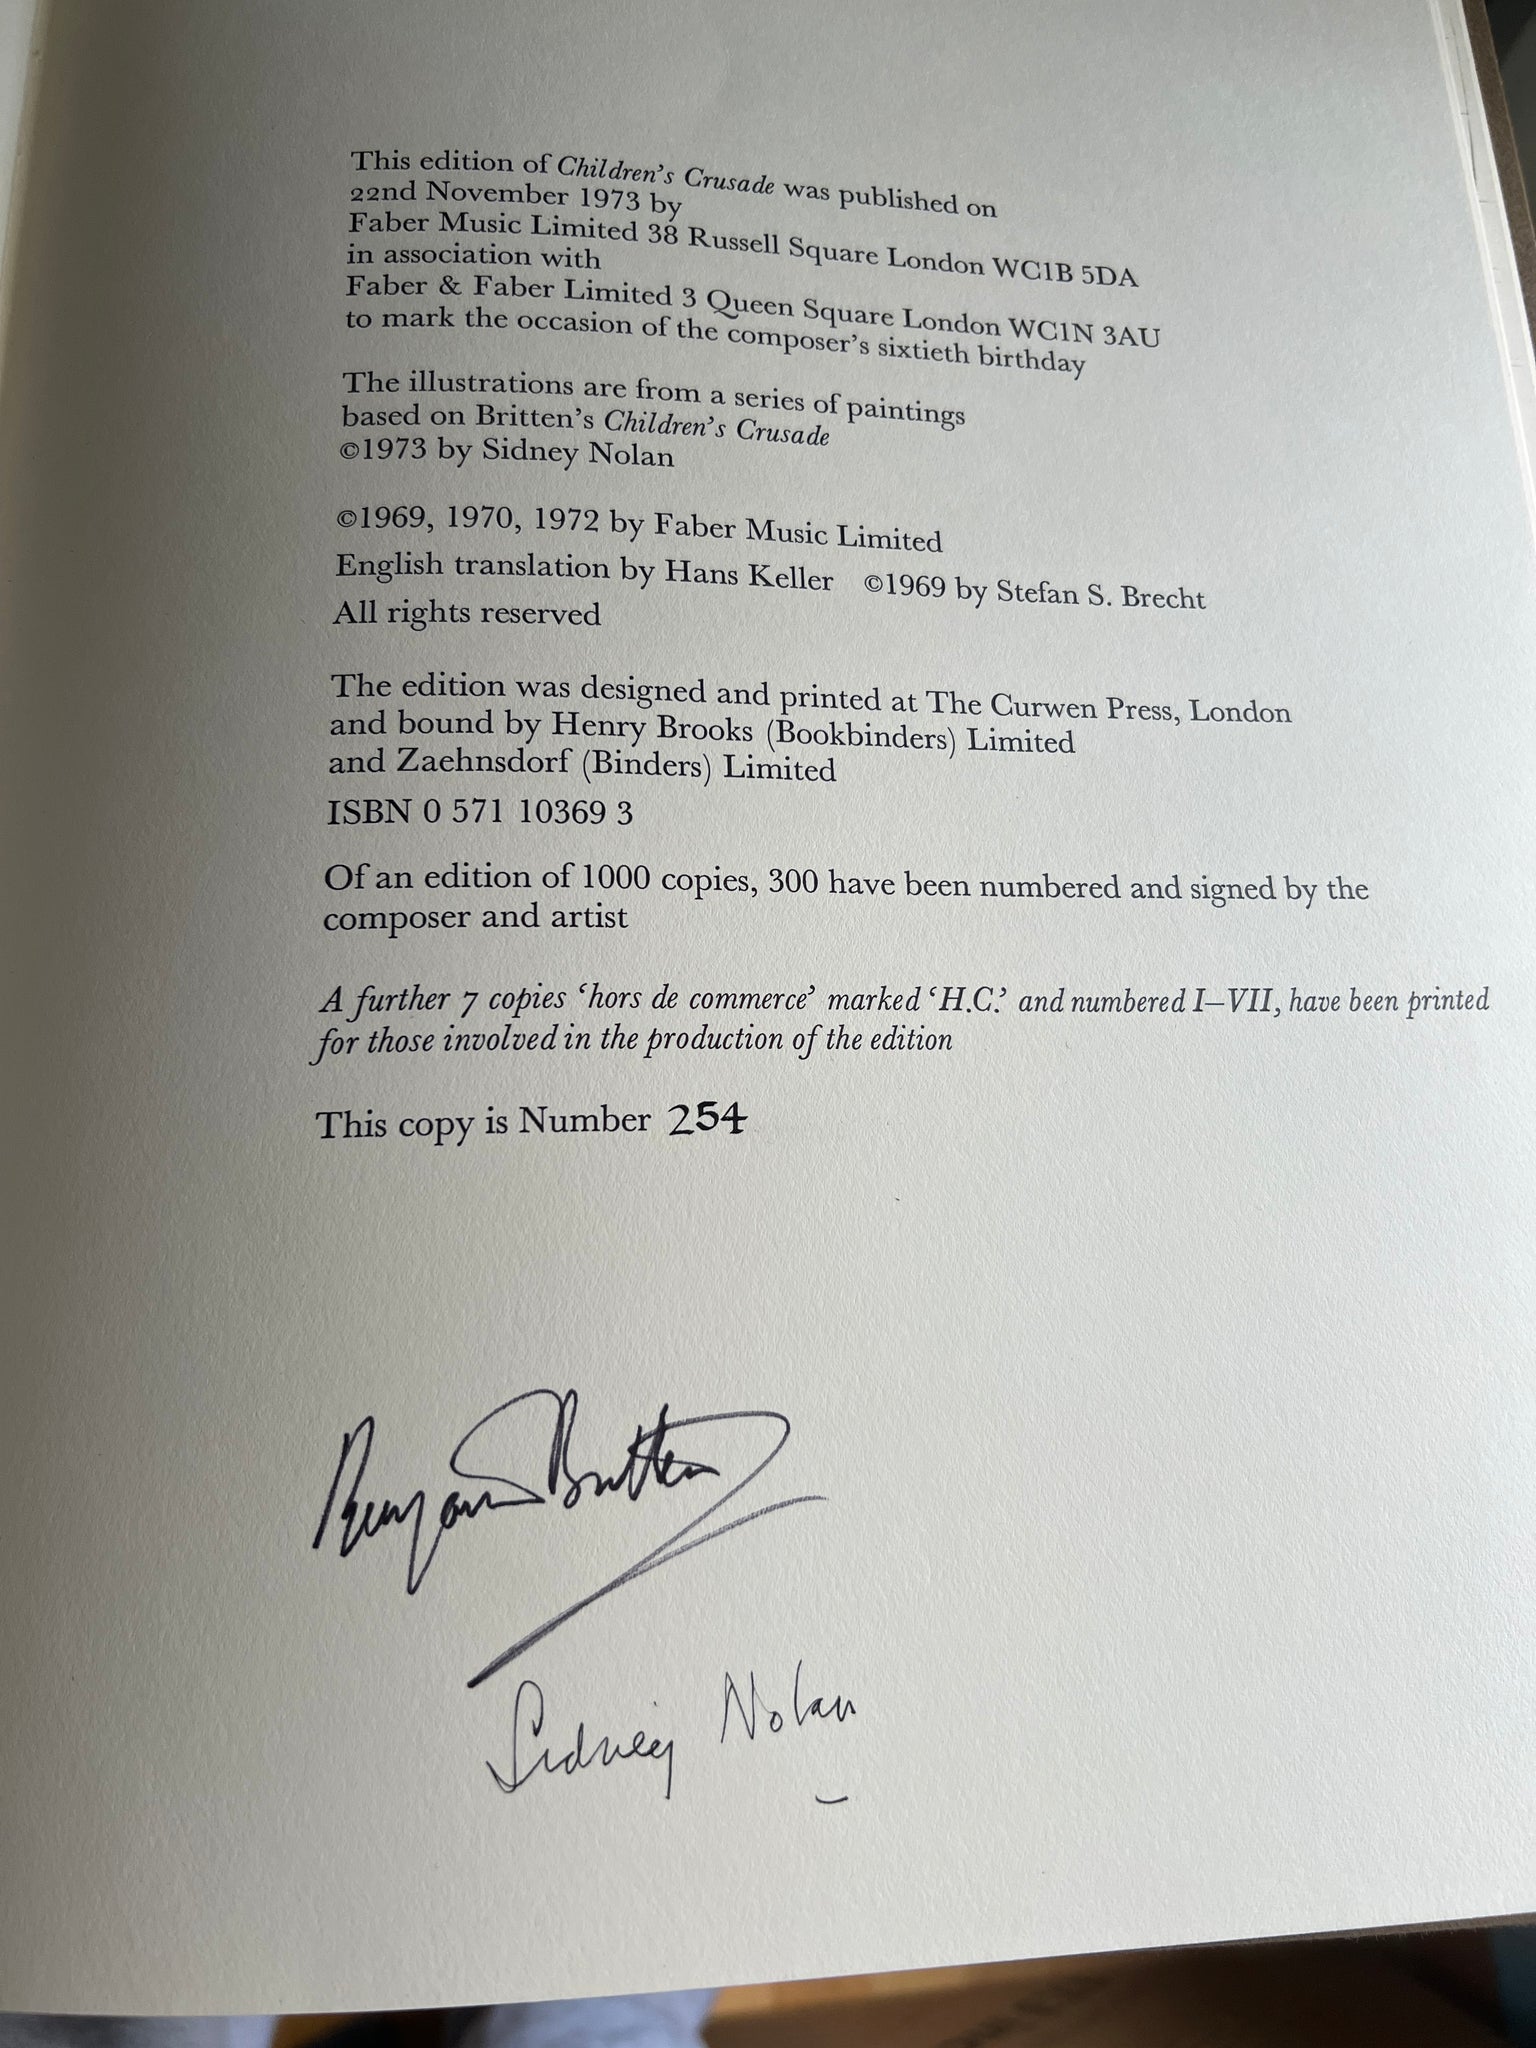 This edition of Children's Crusade was published on
22nd November 1973 by
Faber Music Limited 38 Russell Square London WC1B 5DA
in association with
Faber & Faber Limited 3 Queen Square London WC1N 3AU
to mark the occasion of the composer's sixtieth birthday
The illustrations are from a series of paintings
based on Britten's Children's Crusade
©1973 by Sidney Nolan
©1969, 1970, 1972 by Faber Music Limited
English translation by Hans Keller ©1969 by Stefan S. Brecht
All rights reserved
The edition was designed and printed at The Curwen Press, London
and bound by Henry Brooks (Bookbinders) Limited
and Zaehnsdorf (Binders) Limited
ISBN 0 571 10369 3
Of an edition of 1000 copies, 300 have been numbered and signed by the
composer and artist
A further 7 copies ‘hors de commerce’ marked ‘H.C.’ and numbered I–VII, have been printed
for those involved in the production of the edition
This copy is Number 254
Benjamin Britten
Sidney Nolan